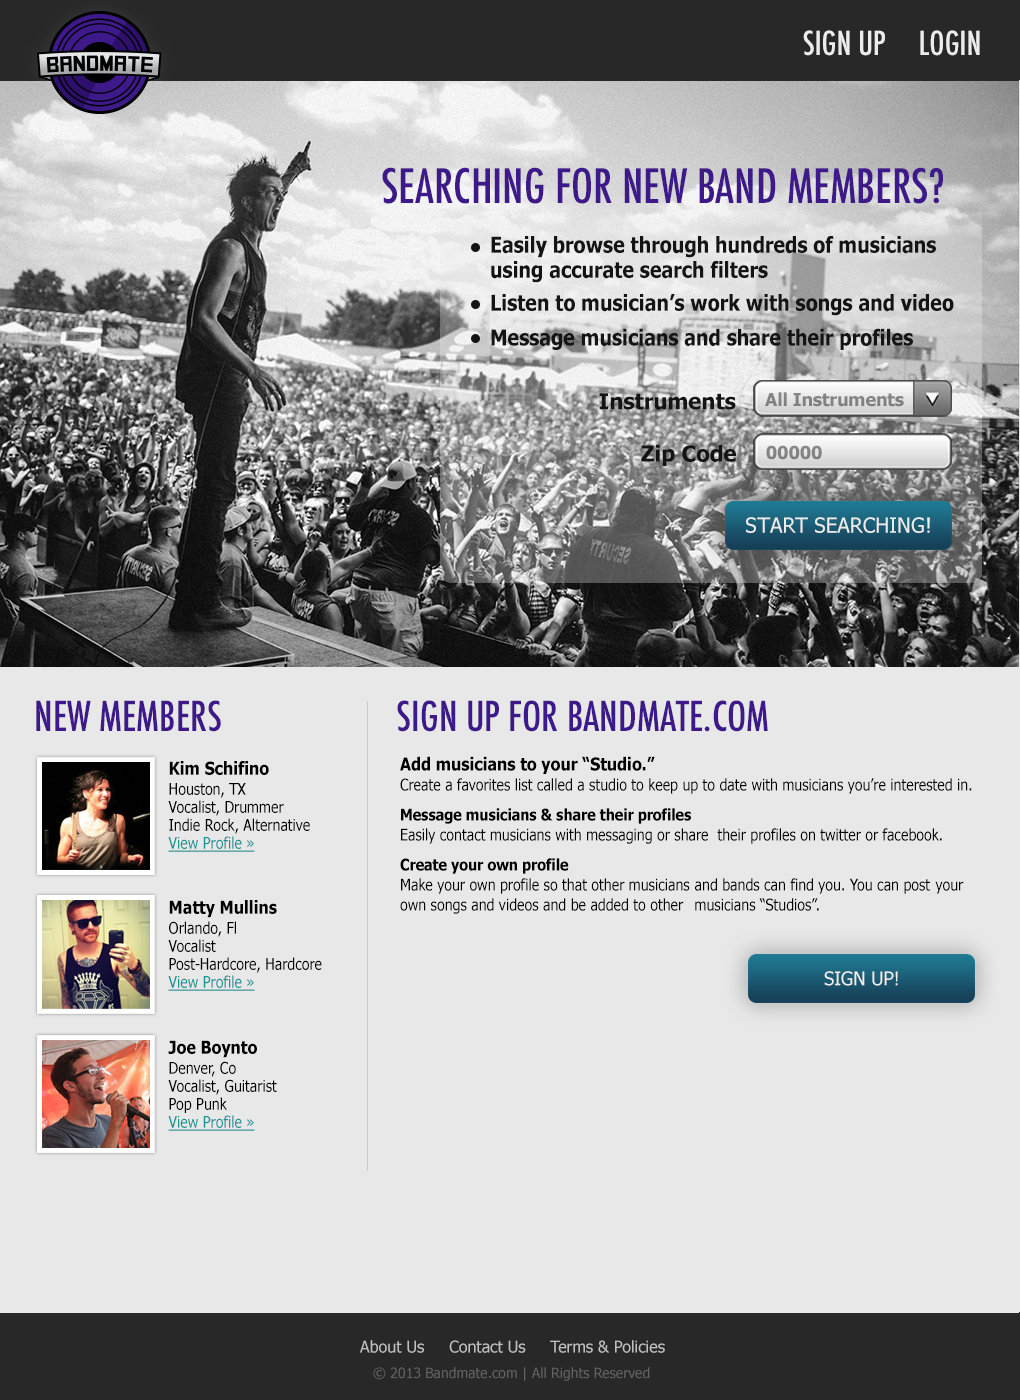 BANDMATE
SIGN UP LOGIN
SEARCHING FOR NEW BAND MEMBERS?
• Easily browse through hundreds of musicians
using accurate search filters
• Listen to musician’s work with songs and video
• Message musicians and share their profiles
Instruments All Instruments
Zip Code 00000
START SEARCHING!
NEW MEMBERS
Kim Schifino
Houston, TX
Vocalist, Drummer
Indie Rock, Alternative
View Profile »
Matty Mullins
Orlando, Fl
Vocalist
Post-Hardcore, Hardcore
View Profile »
Joe Boynto
Denver, Co
Vocalist, Guitarist
Pop Punk
View Profile »
SIGN UP FOR BANDMATE.COM
Add musicians to your “Studio.”
Create a favorites list called a studio to keep up to date with musicians you’re interested in.
Message musicians & share their profiles
Easily contact musicians with messaging or share their profiles on twitter or facebook.
Create your own profile
Make your own profile so that other musicians and bands can find you. You can post your
own songs and videos and be added to other musicians “Studios”.
SIGN UP!
About Us Contact Us Terms & Policies
© 2013 Bandmate.com | All Rights Reserved